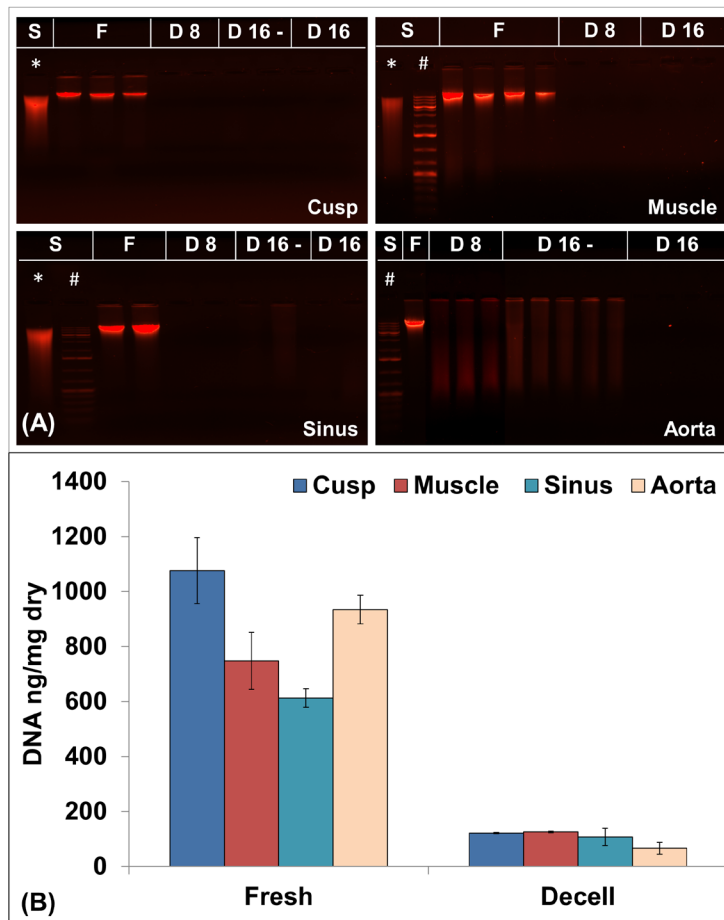 S F D 8 D 16 - D 16
*
Cusp
S F D 8 D 16
* #
Muscle
S F D 8 D 16 - D 16
* #
Sinus
(A)
S F D 8 D 16 - D 16
#
Aorta
1400
1200
1000
800
600
400
200
0
DNA ng/mg dry
Cusp Muscle Sinus Aorta
Fresh Decell
(B)